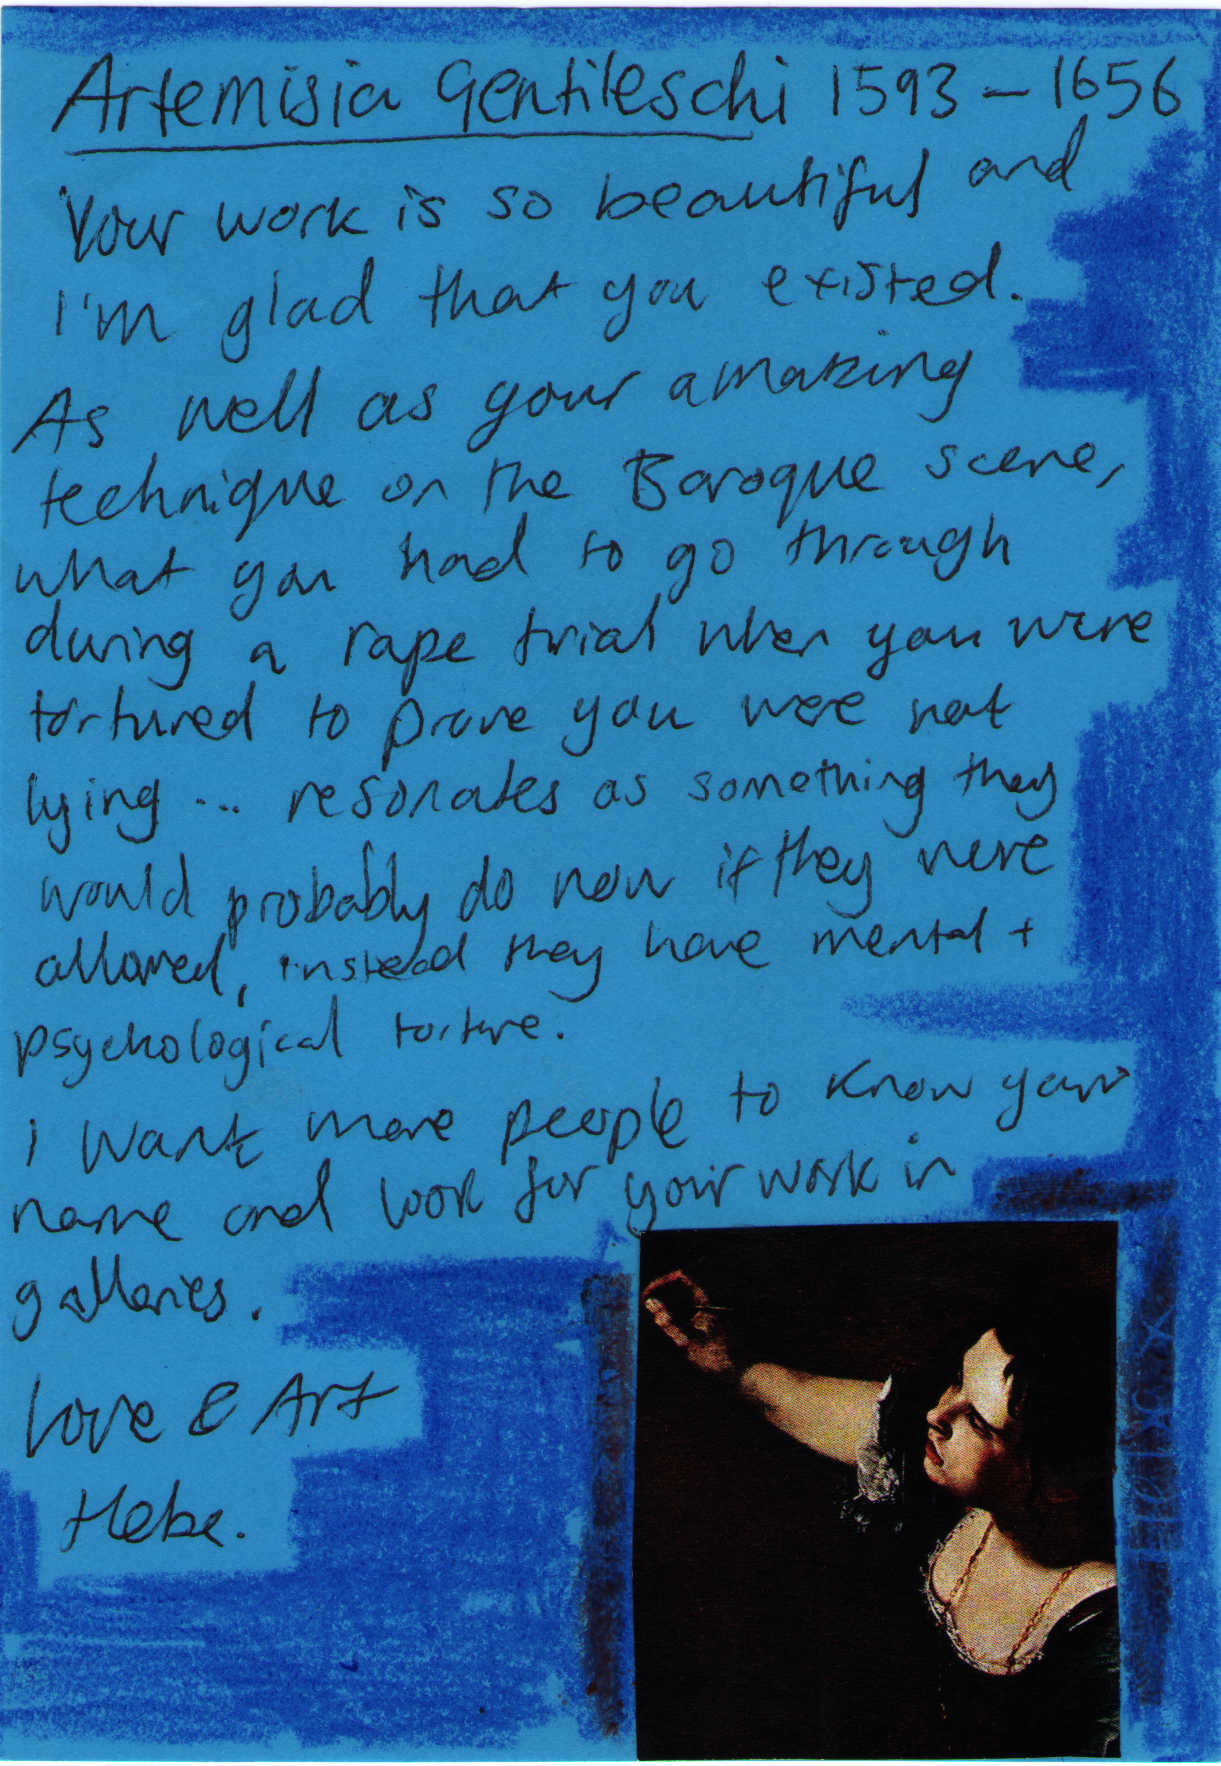 Artemisia Gentileschi 1593 – 1656
Your work is so beautiful and
I'm glad that you existed.
As well as your amazing
technique on the Baroque scene,
what you had to go through
during a rape trial when you were
tortured to prove you were not
lying ... resonates as something they
would probably do now if they were
allowed, instead they have mental +
psychological torture.
I want more people to know your
name and look for your work in
galleries.
Love & Art
Hebe.